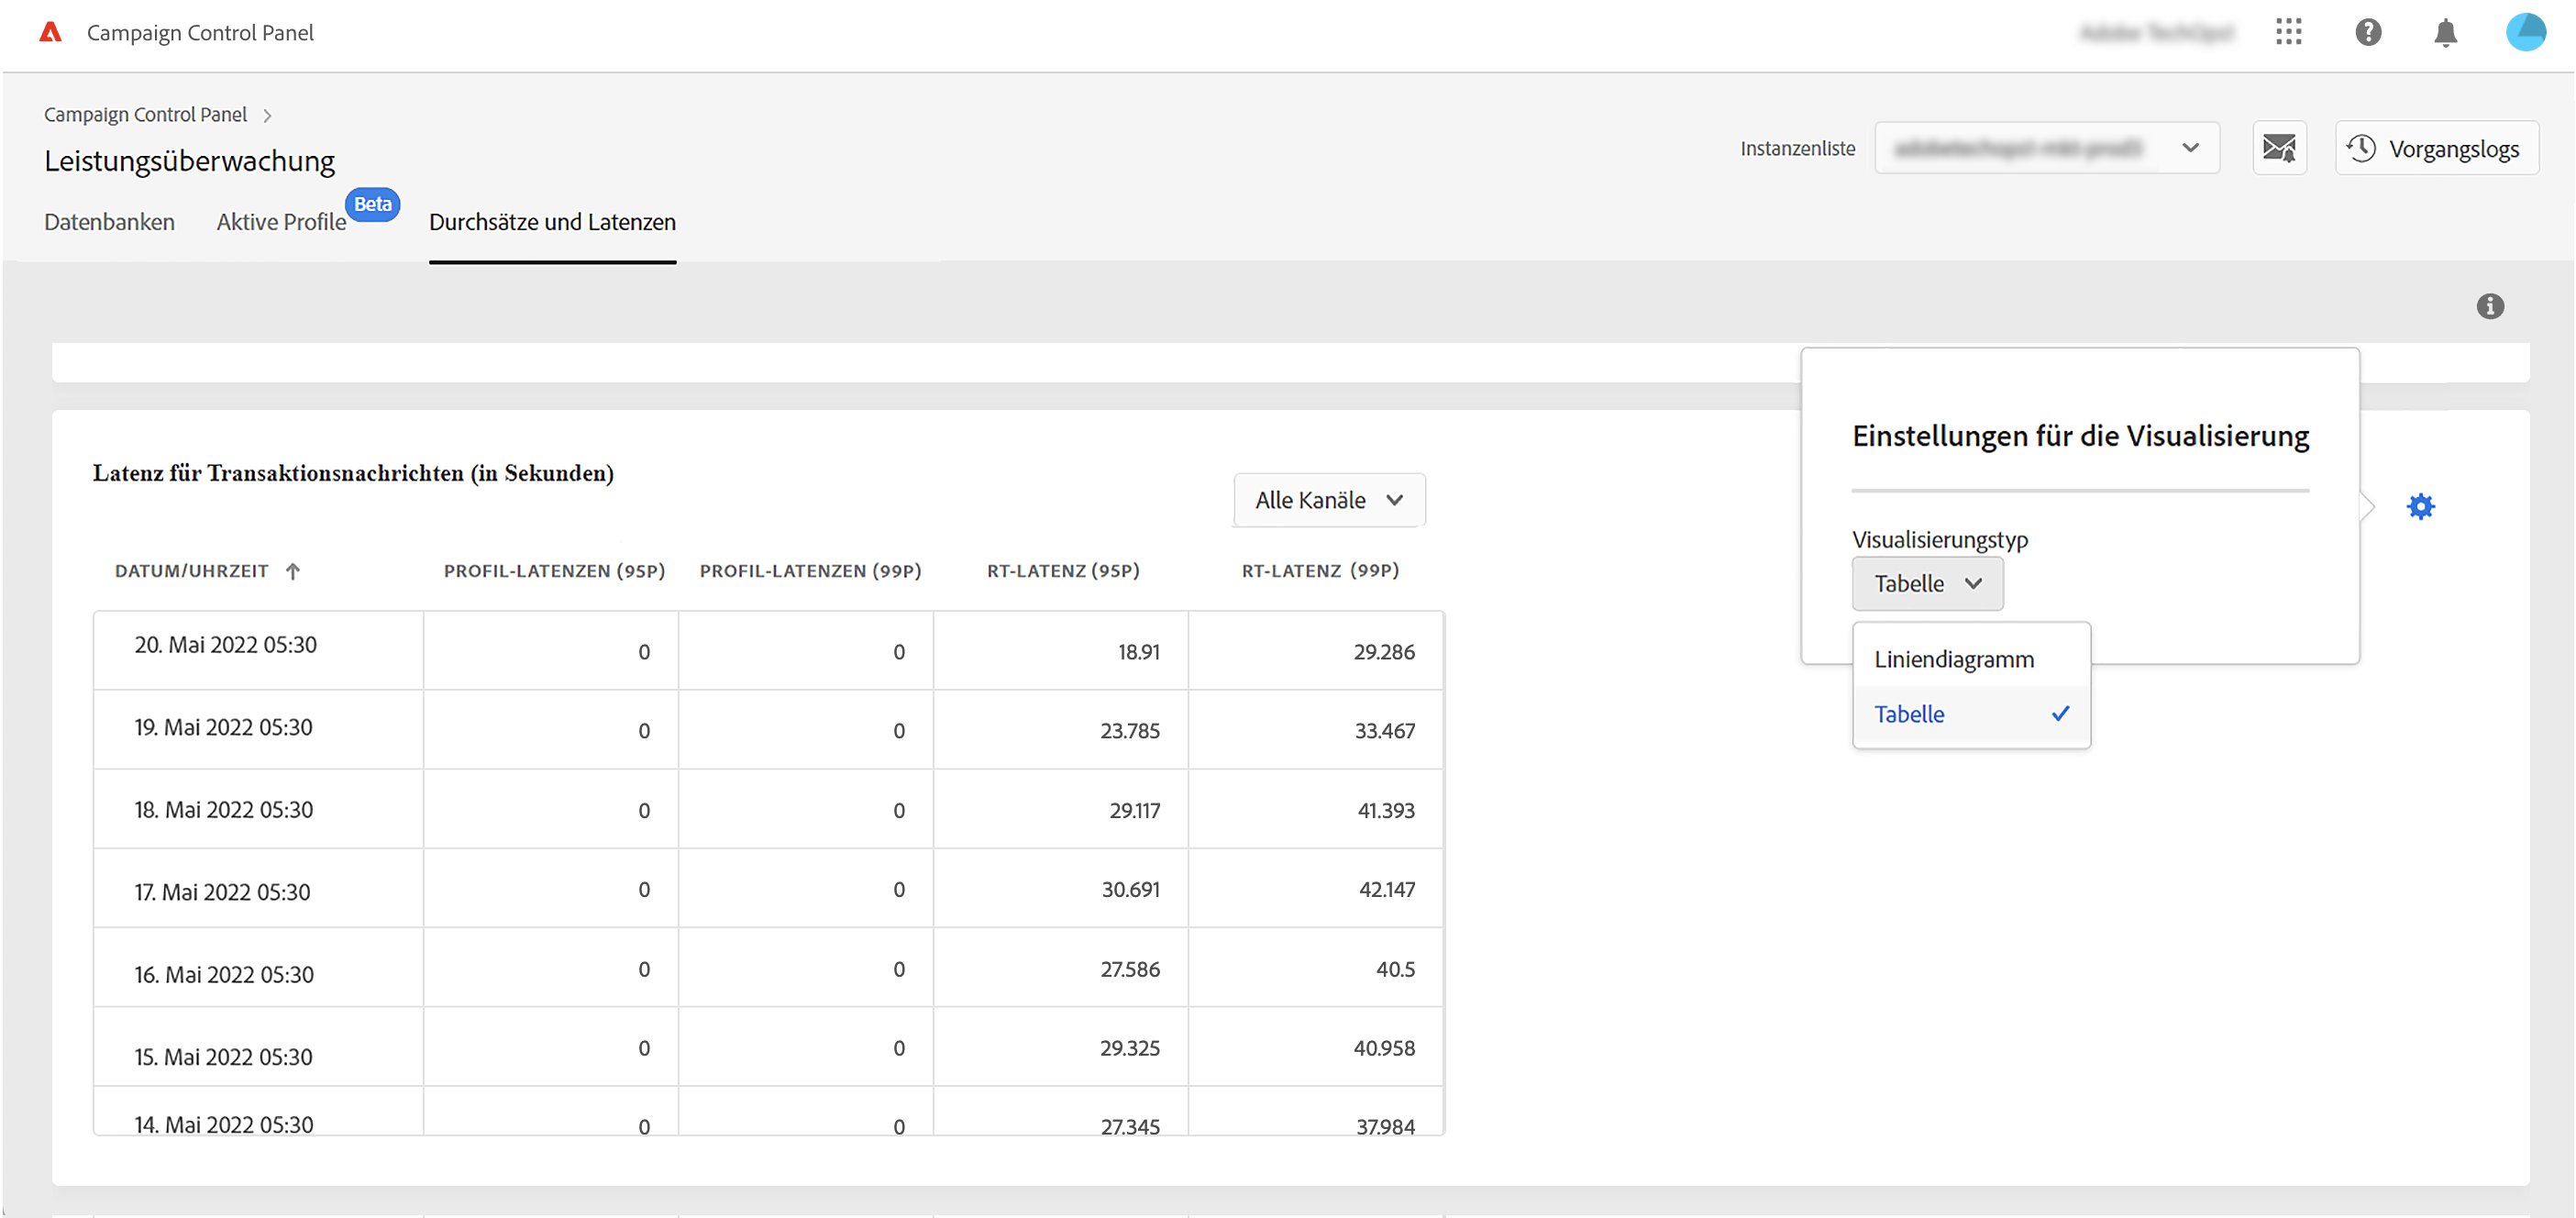 Campaign Control Panel
Campaign Control Panel
Leistungsüberwachung
Instanzenliste
Vorgangslogs
Datenbanken Aktive Profile Beta Durchsätze und Latenzen
Einstellungen für die Visualisierung
Latenz für Transaktionsnachrichten (in Sekunden)
Alle Kanäle
Visualisierungstyp
Tabelle
Liniendiagramm
Tabelle
DATUM/UHRZEIT PROFIL-LATENZEN (95P) PROFIL-LATENZEN (99P) RT-LATENZ (95P) RT-LATENZ (99P)
20. Mai 2022 05:30 0 0 18.91 29.286
19. Mai 2022 05:30 0 0 23.785 33.467
18. Mai 2022 05:30 0 0 29.117 41.393
17. Mai 2022 05:30 0 0 30.691 42.147
16. Mai 2022 05:30 0 0 27.586 40.5
15. Mai 2022 05:30 0 0 29.325 40.958
14. Mai 2022 05:30 0 0 27.345 37.984